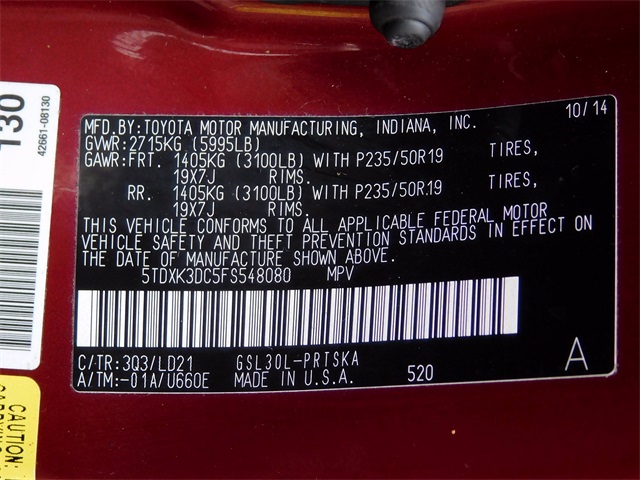 130
42661-08130
10/14
MFD.BY:TOYOTA MOTOR MANUFACTURING, INDIANA, INC.
GVWR:2715KG (5995LB)
GAWR:FRT. 1405KG (3100LB) WITH P235/50R19 TIRES,
19X7J RIMS.
RR. 1405KG (3100LB) WITH P235/50R19 TIRES,
19X7J RIMS.
THIS VEHICLE CONFORMS TO ALL APPLICABLE FEDERAL MOTOR
VEHICLE SAFETY AND THEFT PREVENTION STANDARDS IN EFFECT ON
THE DATE OF MANUFACTURE SHOWN ABOVE.
5TDXK3DC5FS548080 MPV
C/TR:3Q3/LD21 GSL30L-PRTSKA
A/TM:-01A/U660E MADE IN U.S.A. 520 A
CAUTION: